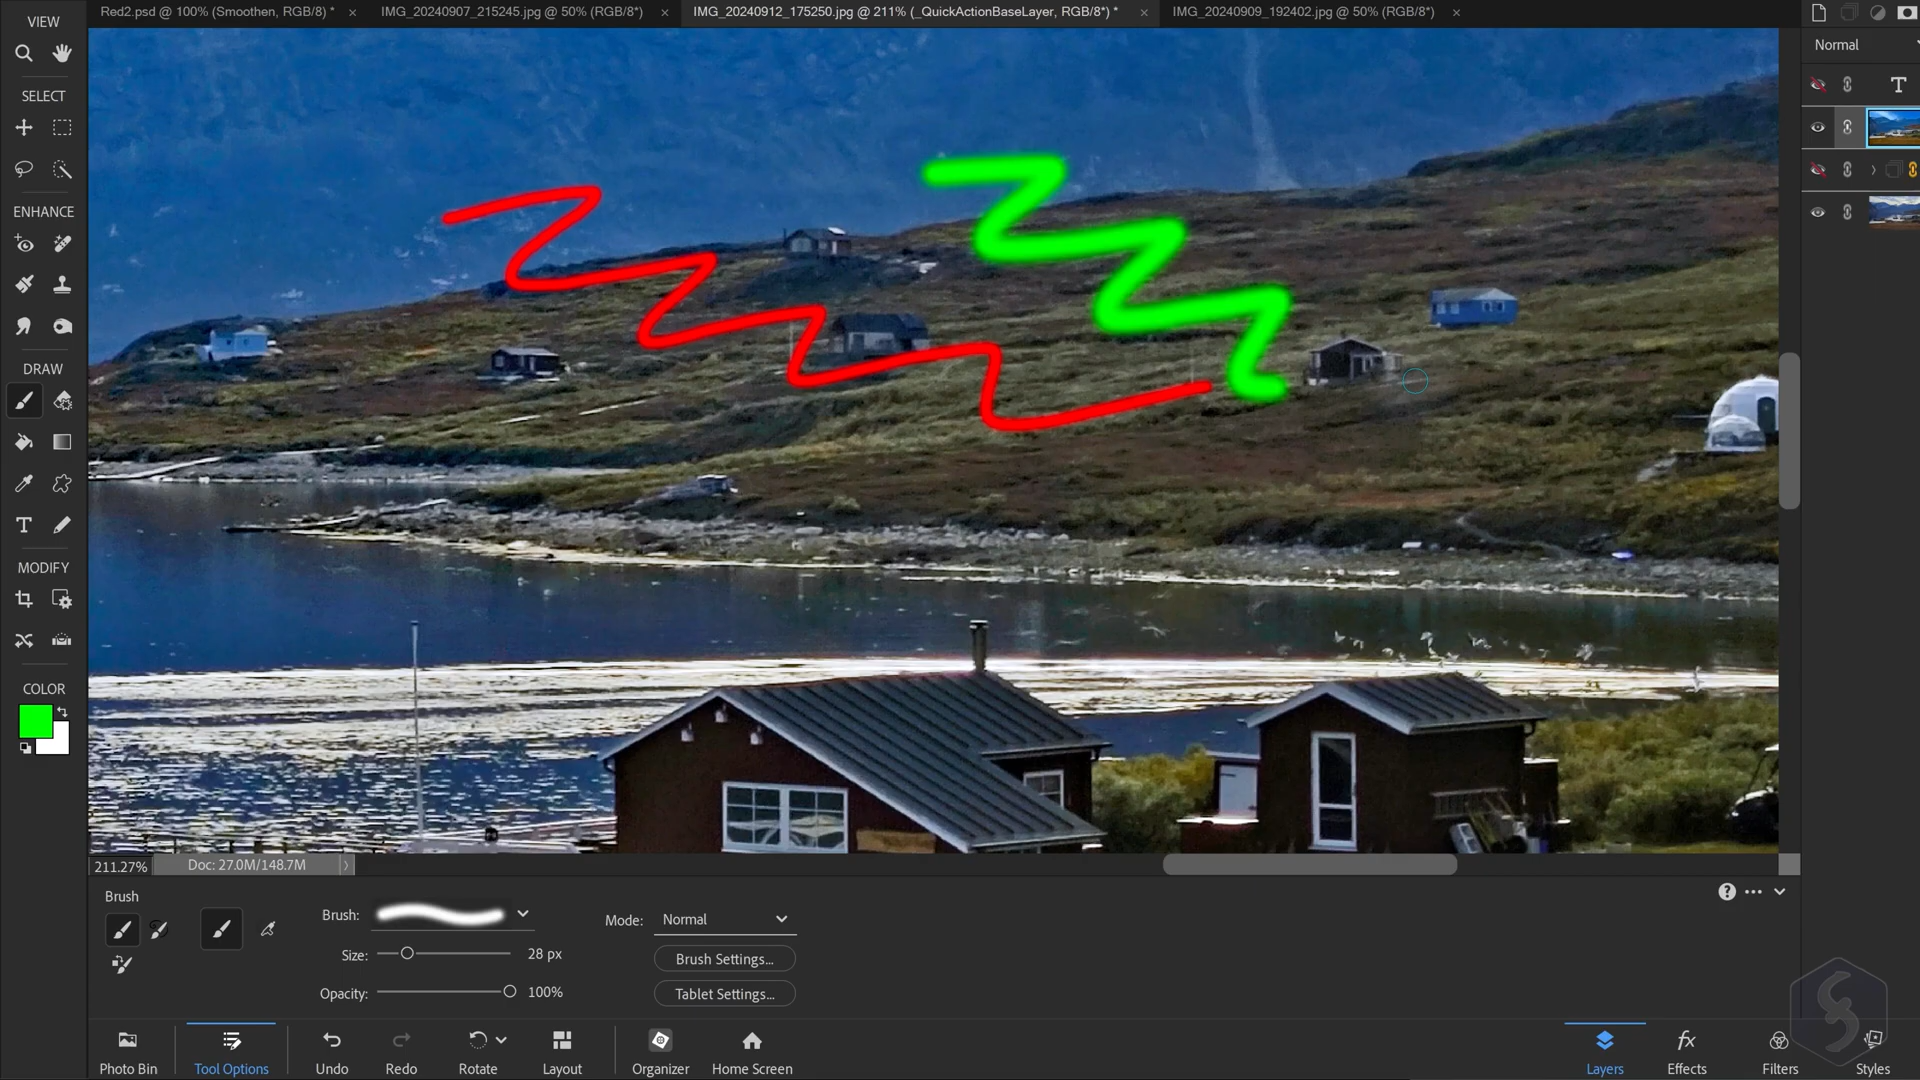 VIEW
Red2.psd @ 100% (Smoothen, RGB/8) *
IMG_20240907_215245.jpg @ 50% (RGB/8*)
IMG_20240912_175250.jpg @ 211% (_QuickActionBaseLayer, RGB/8*) *
IMG_20240909_192402.jpg @ 50% (RGB/8*)
Normal
SELECT
ENHANCE
DRAW
MODIFY
COLOR
211.27%
Doc: 27.0M/148.7M
Brush
Brush:
Mode:
Normal
Size:
28 px
Brush Settings...
Opacity:
100%
Tablet Settings...
Photo Bin
Tool Options
Undo
Redo
Rotate
Layout
Organizer
Home Screen
Layers
fx
Effects
Filters
Styles